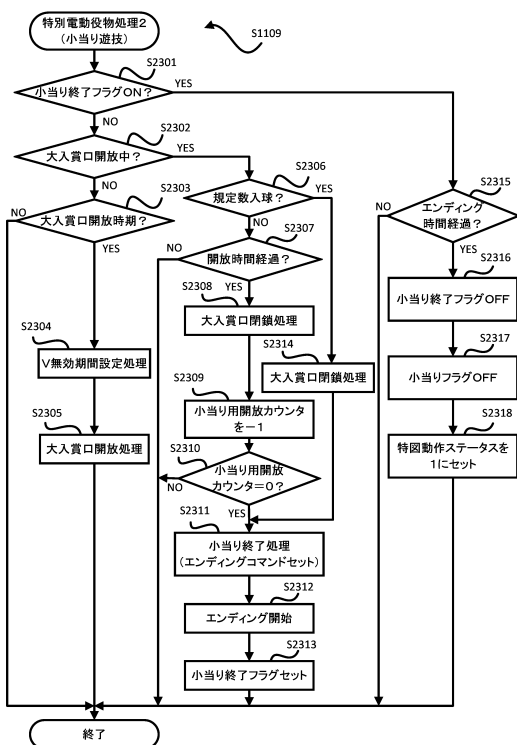 特別電動役物処理２
(小当り遊技)
S1109
S2301
小当り終了フラグON？
YES
NO
S2302
大入賞口開放中？
YES
NO
S2303
NO
大入賞口開放時期？
YES
S2304
V無効期間設定処理
S2305
大入賞口開放処理
S2306
規定数入球？
YES
NO
S2307
NO
開放時間経過？
YES
S2308
大入賞口閉鎖処理
S2314
大入賞口閉鎖処理
S2309
小当り用開放カウンタ
を－１
S2310
小当り用開放
カウンタ＝０？
NO
YES
S2311
小当り終了処理
(エンディングコマンドセット)
S2312
エンディング開始
S2313
小当り終了フラグセット
S2315
NO
エンディング
時間経過？
YES
S2316
小当り終了フラグOFF
S2317
小当りフラグOFF
S2318
特図動作ステータスを
1にセット
終了